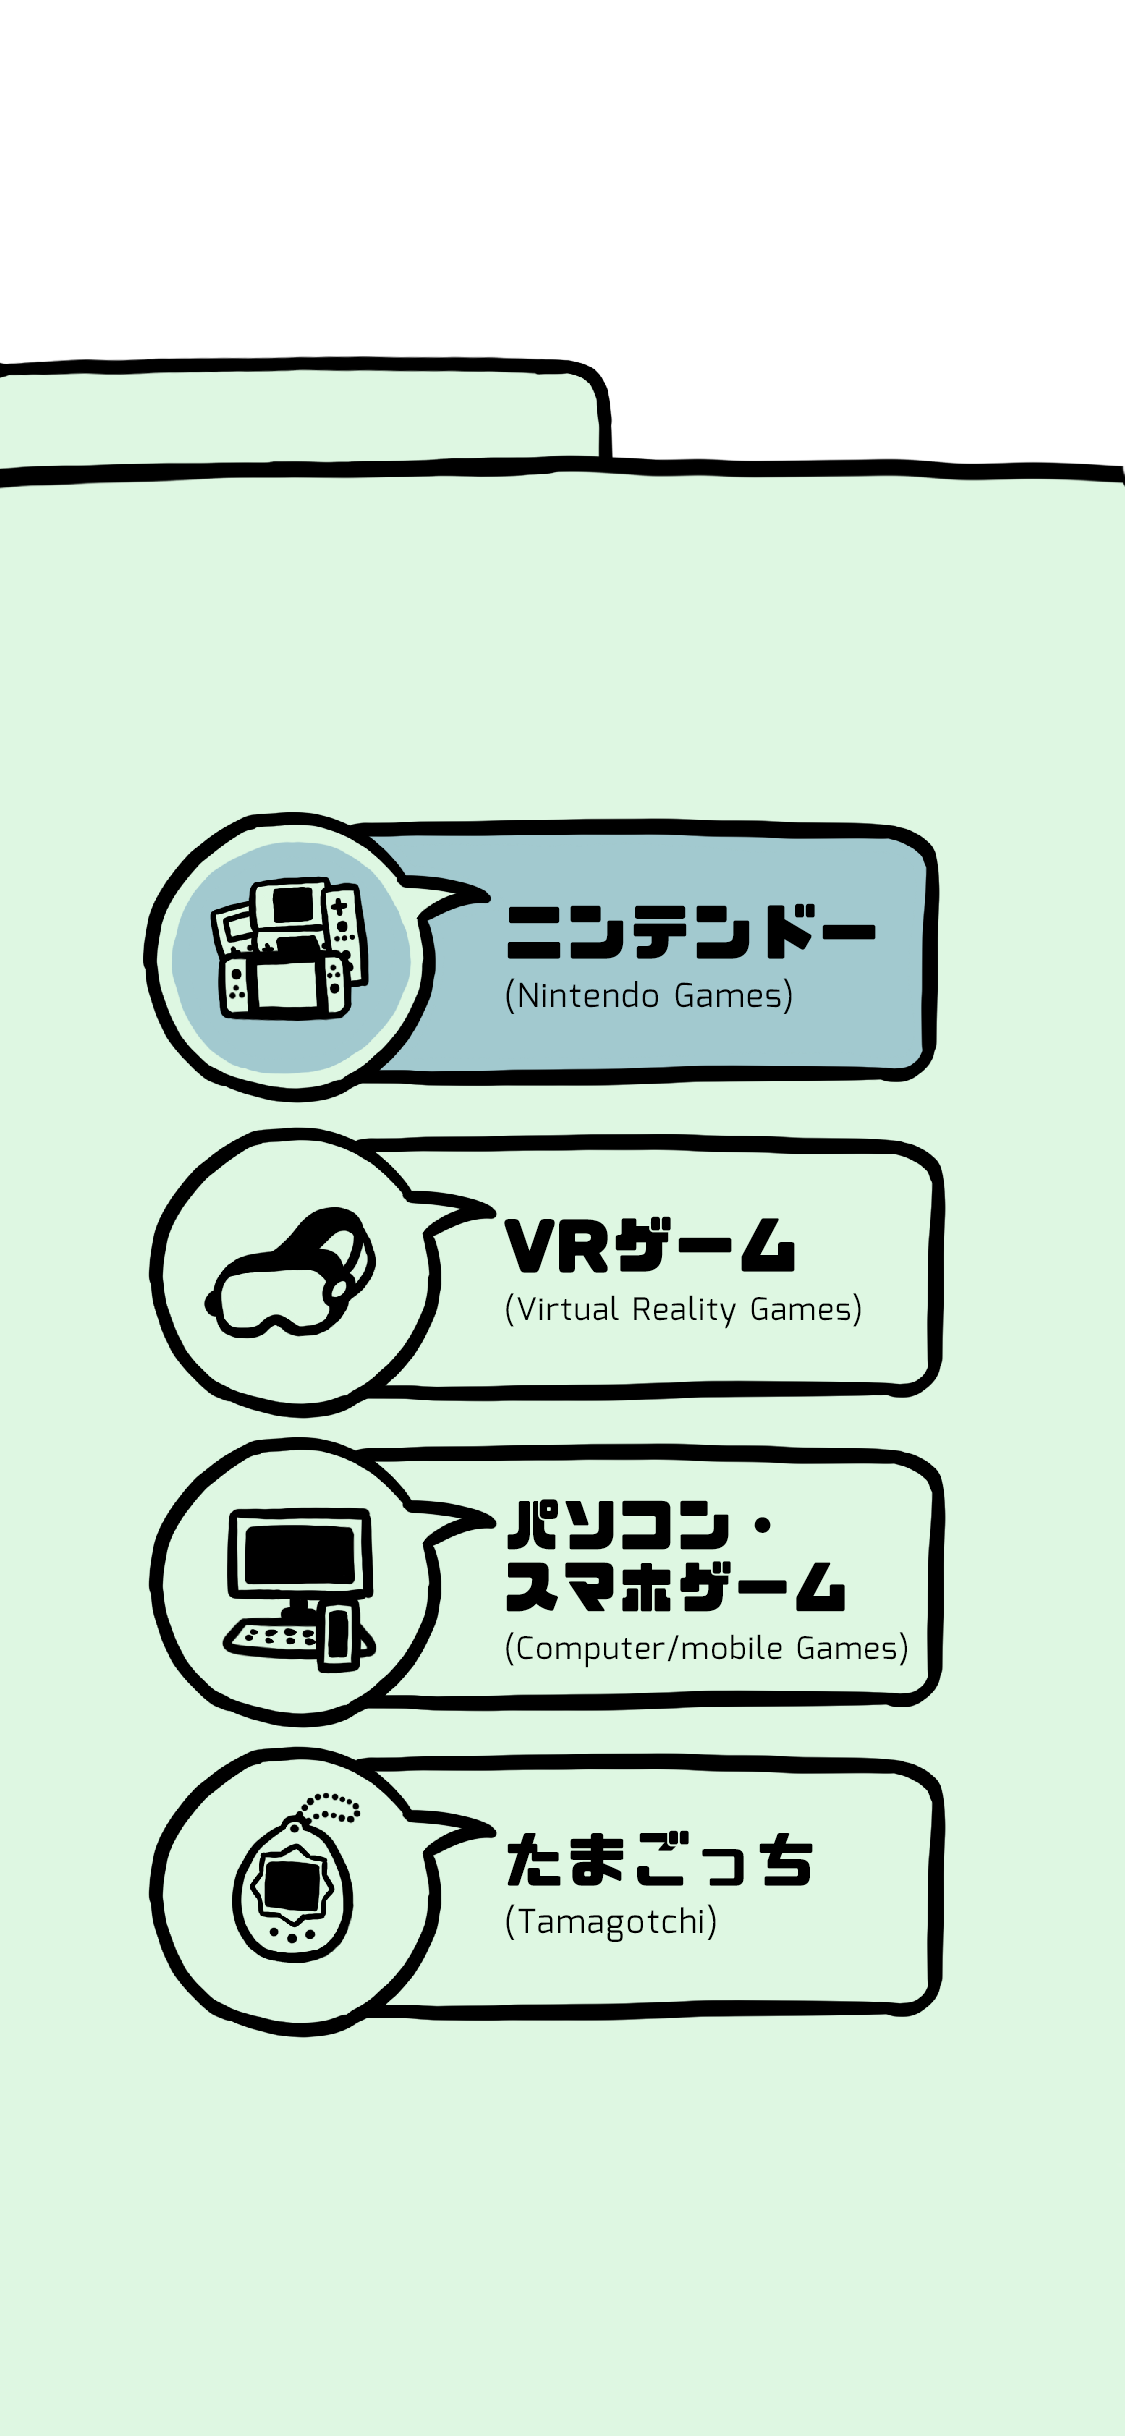 ニンテンドー
(Nintendo Games)
VRゲーム
(Virtual Reality Games)
パソコン・
スマホゲーム
(Computer/mobile Games)
たまごっち
(Tamagotchi)